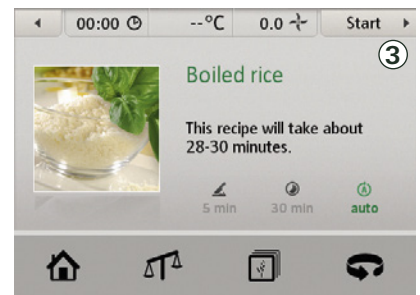 00:00 --°C 0.0 Start
3
Boiled rice
This recipe will take about
28-30 minutes.
5 min 30 min auto